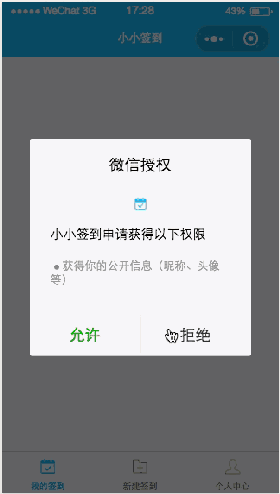 WeChat 3G 17:28 43%
小小签到
微信授权
小小签到申请获得以下权限
● 获得你的公开信息（昵称、头像
等）
允许 拒绝
我的签到 新建签到 个人中心